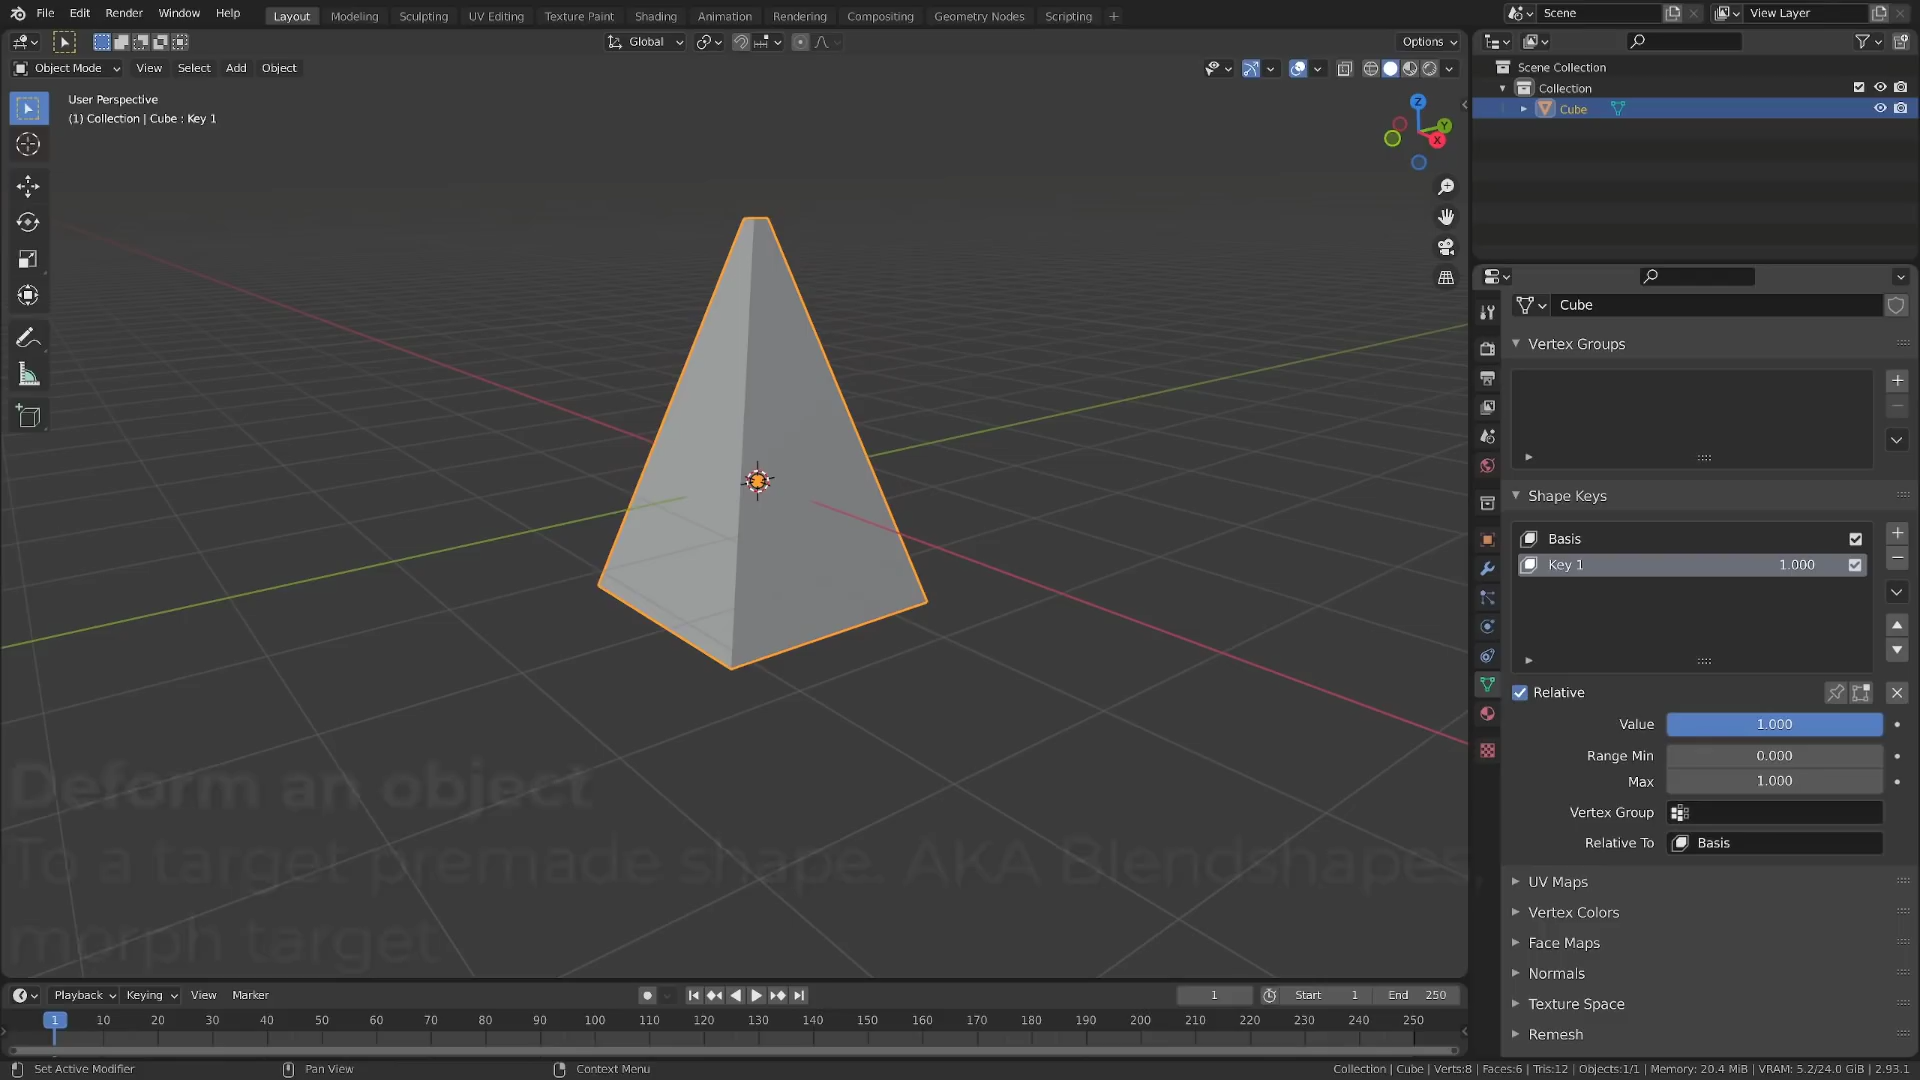 File Edit Render Window Help Layout Modeling Sculpting UV Editing Texture Paint Shading Animation Rendering Compositing Geometry Nodes Scripting + Scene View Layer
Global Options
Object Mode View Select Add Object
Scene Collection
Collection
Cube
User Perspective
(1) Collection | Cube : Key 1
Z
Y
X
Cube
Vertex Groups
Shape Keys
Basis
Key 1 1.000
Relative
Value 1.000
Range Min 0.000
Max 1.000
Vertex Group
Relative To Basis
UV Maps
Vertex Colors
Face Maps
Normals
Texture Space
Remesh
Deform an object
To a target premade shape. AKA Blendshapes,
morph target
Playback Keying View Marker 1 Start 1 End 250
1 10 20 30 40 50 60 70 80 90 100 110 120 130 140 150 160 170 180 190 200 210 220 230 240 250
Set Active Modifier Pan View Context Menu Collection | Cube | Verts:8 | Faces:6 | Tris:12 | Objects:1/1 | Memory: 20.4 MiB | VRAM: 5.2/24.0 GiB | 2.93.1